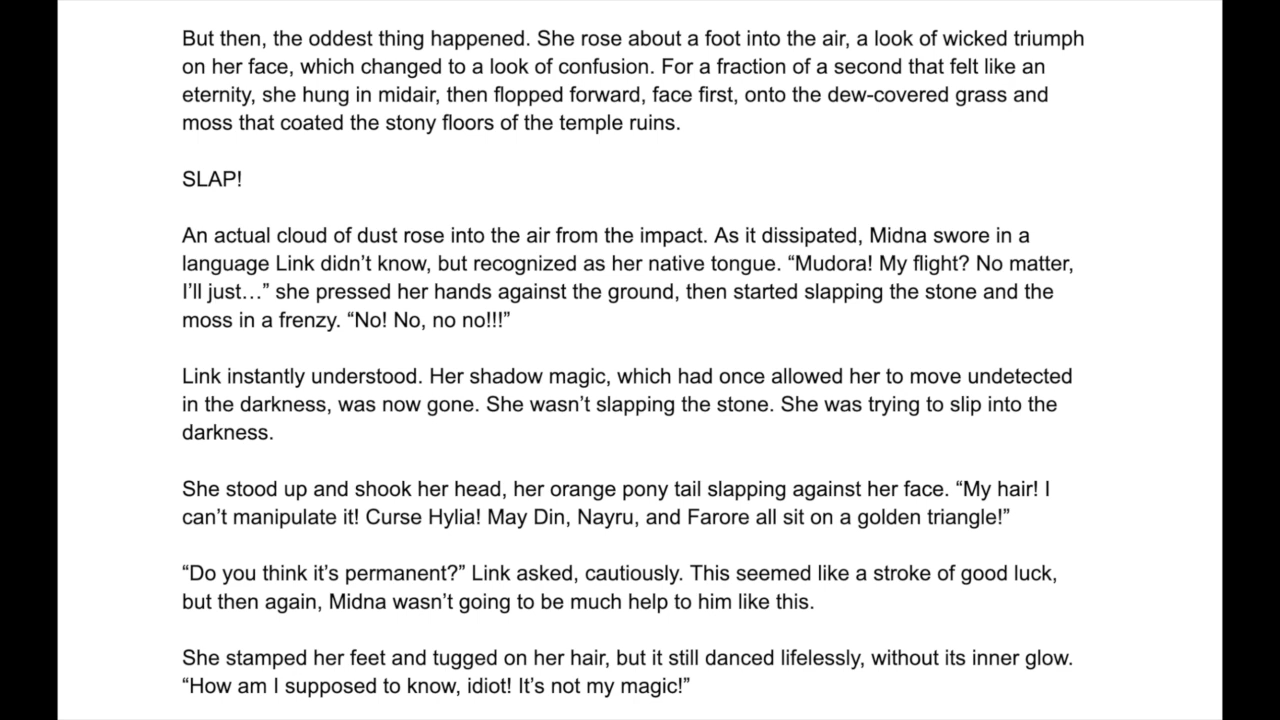 But then, the oddest thing happened. She rose about a foot into the air, a look of wicked triumph
on her face, which changed to a look of confusion. For a fraction of a second that felt like an
eternity, she hung in midair, then flopped forward, face first, onto the dew-covered grass and
moss that coated the stony floors of the temple ruins.
SLAP!
An actual cloud of dust rose into the air from the impact. As it dissipated, Midna swore in a
language Link didn’t know, but recognized as her native tongue. “Mudora! My flight? No matter,
I’ll just…” she pressed her hands against the ground, then started slapping the stone and the
moss in a frenzy. “No! No, no no!!!”
Link instantly understood. Her shadow magic, which had once allowed her to move undetected
in the darkness, was now gone. She wasn’t slapping the stone. She was trying to slip into the
darkness.
She stood up and shook her head, her orange pony tail slapping against her face. “My hair! I
can’t manipulate it! Curse Hylia! May Din, Nayru, and Farore all sit on a golden triangle!”
“Do you think it’s permanent?” Link asked, cautiously. This seemed like a stroke of good luck,
but then again, Midna wasn’t going to be much help to him like this.
She stamped her feet and tugged on her hair, but it still danced lifelessly, without its inner glow.
“How am I supposed to know, idiot! It’s not my magic!”